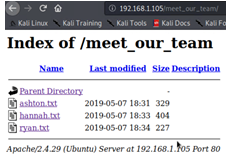 192.168.1.105/meet_our_team/
Kali Linux Kali Training Kali Tools Kali Docs Kali Fo
Index of /meet_our_team
Name Last modified Size Description
Parent Directory -
ashton.txt 2019-05-07 18:31 329
hannah.txt 2019-05-07 18:33 404
ryan.txt 2019-05-07 18:34 227
Apache/2.4.29 (Ubuntu) Server at 192.168.1.105 Port 80